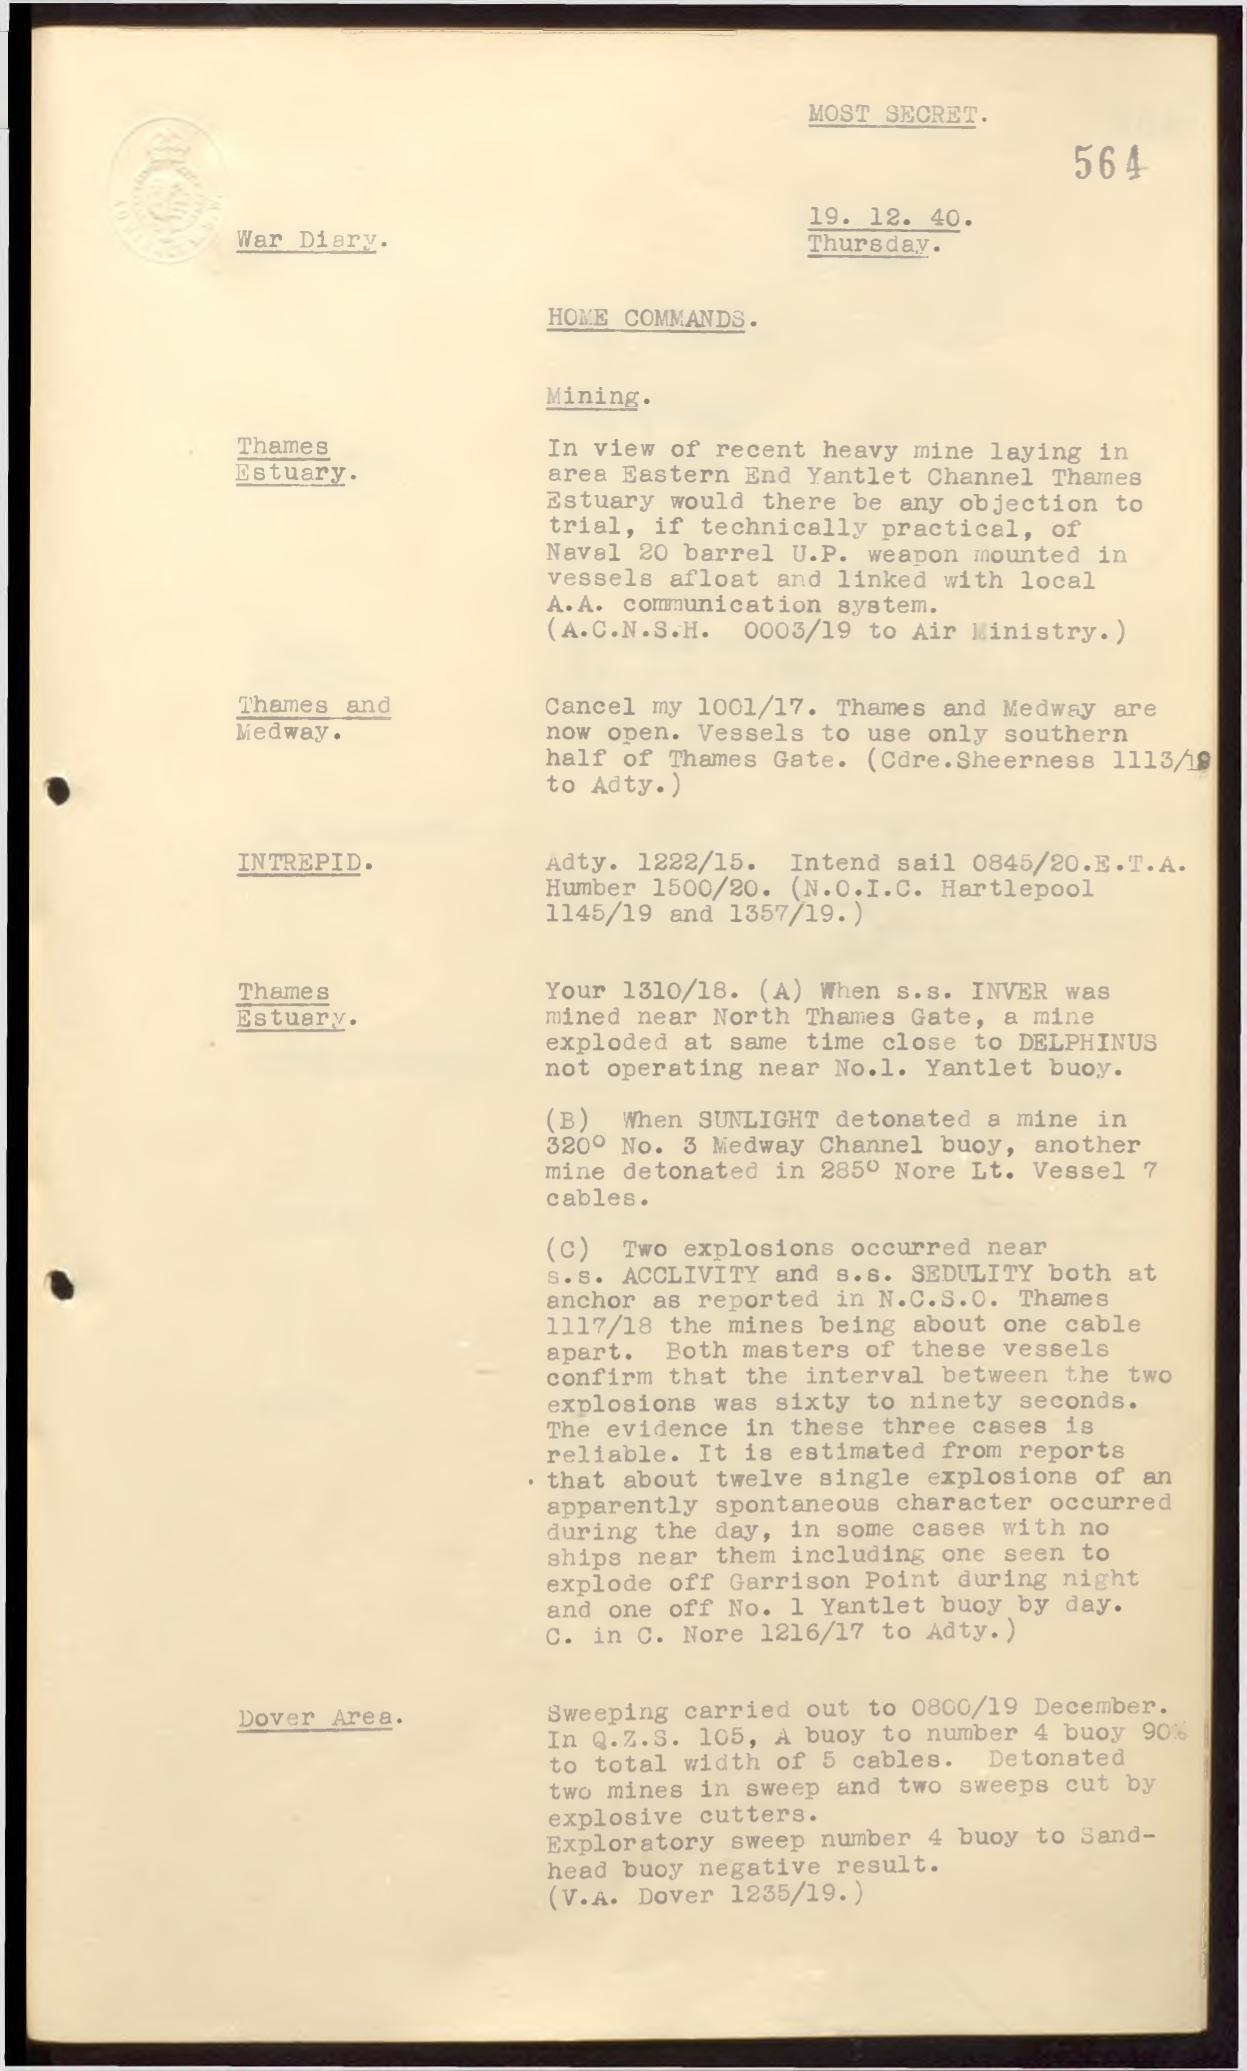 MOST SECRET.
564
19. 12. 40.
Thursday.
War Diary.
HOME COMMANDS.
Mining.
Thames
Estuary.
In view of recent heavy mine laying in
area Eastern End Yantlet Channel Thames
Estuary would there be any objection to
trial, if technically practical, of
Naval 20 barrel U.P. weapon mounted in
vessels afloat and linked with local
A.A. communication system.
(A.C.N.S.H.  0003/19 to Air Ministry.)
Thames and
Medway.
Cancel my 1001/17. Thames and Medway are
now open. Vessels to use only southern
half of Thames Gate. (Cdre.Sheerness 1113/19
to Adty.)
INTREPID.
Adty. 1222/15.  Intend sail 0845/20.E.T.A.
Humber 1500/20. (N.O.I.C. Hartlepool
1145/19 and 1357/19.)
Thames
Estuary.
Your 1310/18. (A) When s.s. INVER was
mined near North Thames Gate, a mine
exploded at same time close to DELPHINUS
not operating near No.1. Yantlet buoy.
(B)  When SUNLIGHT detonated a mine in
320° No. 3 Medway Channel buoy, another
mine detonated in 285° Nore Lt. Vessel 7
cables.
(C)  Two explosions occurred near
s.s. ACCLIVITY and s.s. SEDULITY both at
anchor as reported in N.C.S.O. Thames
1117/18 the mines being about one cable
apart.  Both masters of these vessels
confirm that the interval between the two
explosions was sixty to ninety seconds.
The evidence in these three cases is
reliable. It is estimated from reports
that about twelve single explosions of an
apparently spontaneous character occurred
during the day, in some cases with no
ships near them including one seen to
explode off Garrison Point during night
and one off No. 1 Yantlet buoy by day.
C. in C. Nore 1216/17 to Adty.)
Dover Area.
Sweeping carried out to 0800/19 December.
In Q.Z.S. 105, A buoy to number 4 buoy 90%
to total width of 5 cables.  Detonated
two mines in sweep and two sweeps cut by
explosive cutters.
Exploratory sweep number 4 buoy to Sand-
head buoy negative result.
(V.A. Dover 1235/19.)